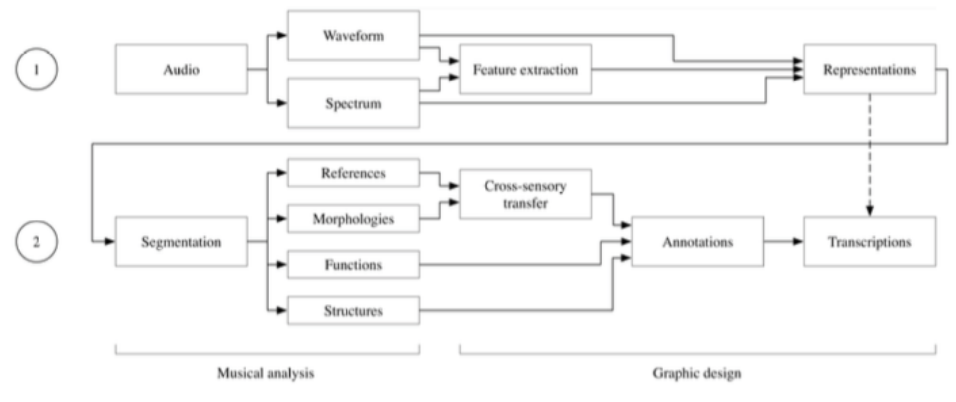 1
Audio
Waveform
Spectrum
Feature extraction
Representations
2
Segmentation
References
Morphologies
Functions
Structures
Cross-sensory
transfer
Annotations
Transcriptions
Musical analysis
Graphic design